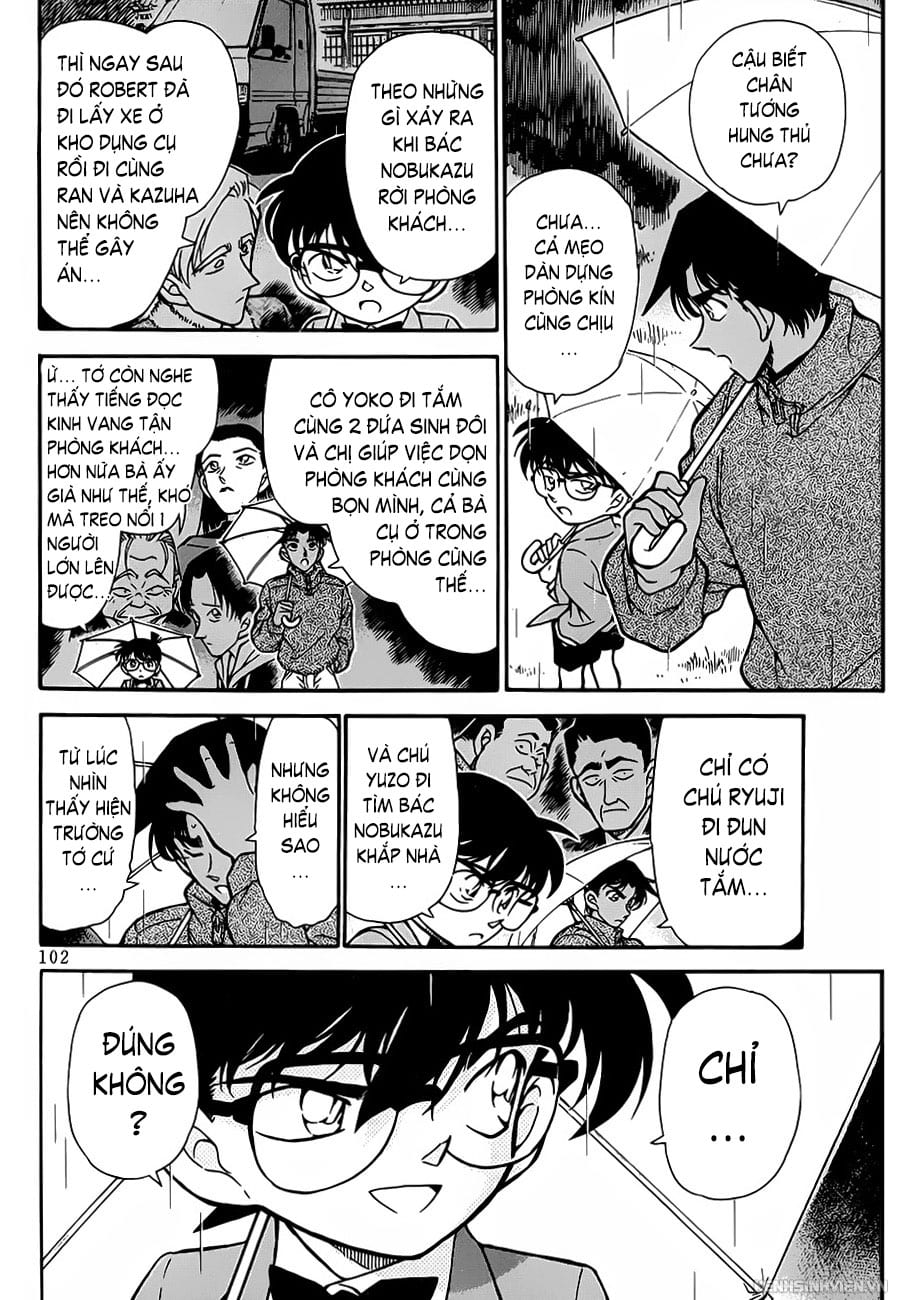 CẬU BIẾT
CHÂN
TƯỚNG
HUNG THỦ
CHƯA?
CHƯA...
CẢ MẸO
DÀN DỰNG
PHÒNG KÍN
CŨNG CHỊU
...
THEO NHỮNG
GÌ XẢY RA
KHI BÁC
NOBUKAZU
RỜI PHÒNG
KHÁCH...
THÌ NGAY SAU
ĐÓ ROBERT ĐÃ
ĐI LẤY XE Ở
KHO DỤNG CỤ
RỒI ĐI CÙNG
RAN VÀ KAZUHA
NÊN KHÔNG
THỂ GÂY
ÁN...
CÔ YOKO ĐI TẮM
CÙNG 2 ĐỨA SINH ĐÔI
VÀ CHỊ GIÚP VIỆC DỌN
PHÒNG KHÁCH CÙNG
BỌN MÌNH, CẢ BÀ
CỤ Ở TRONG
PHÒNG CŨNG
THẾ...
Ừ... TỚ CÒN NGHE
THẤY TIẾNG ĐỌC
KINH VANG TẬN
PHÒNG KHÁCH...
HƠN NỮA BÀ ẤY
GIÀ NHƯ THẾ, KHO
MÀ TREO NỔI 1
NGƯỜI
LỚN LÊN
ĐƯỢC...
CHỈ CÓ
CHÚ RYUJI
ĐI ĐUN
NƯỚC
TẮM...
VÀ CHÚ
YUZO ĐI
TÌM BÁC
NOBUKAZU
KHẮP NHÀ
NHƯNG
KHÔNG
HIỂU
SAO ...
TỪ LÚC
NHÌN
THẤY HIỆN
TRƯỜNG
TỚ CỨ
...
102
CHỈ
...
ĐÚNG
KHÔNG
?
KENHSINHVIEN.VN